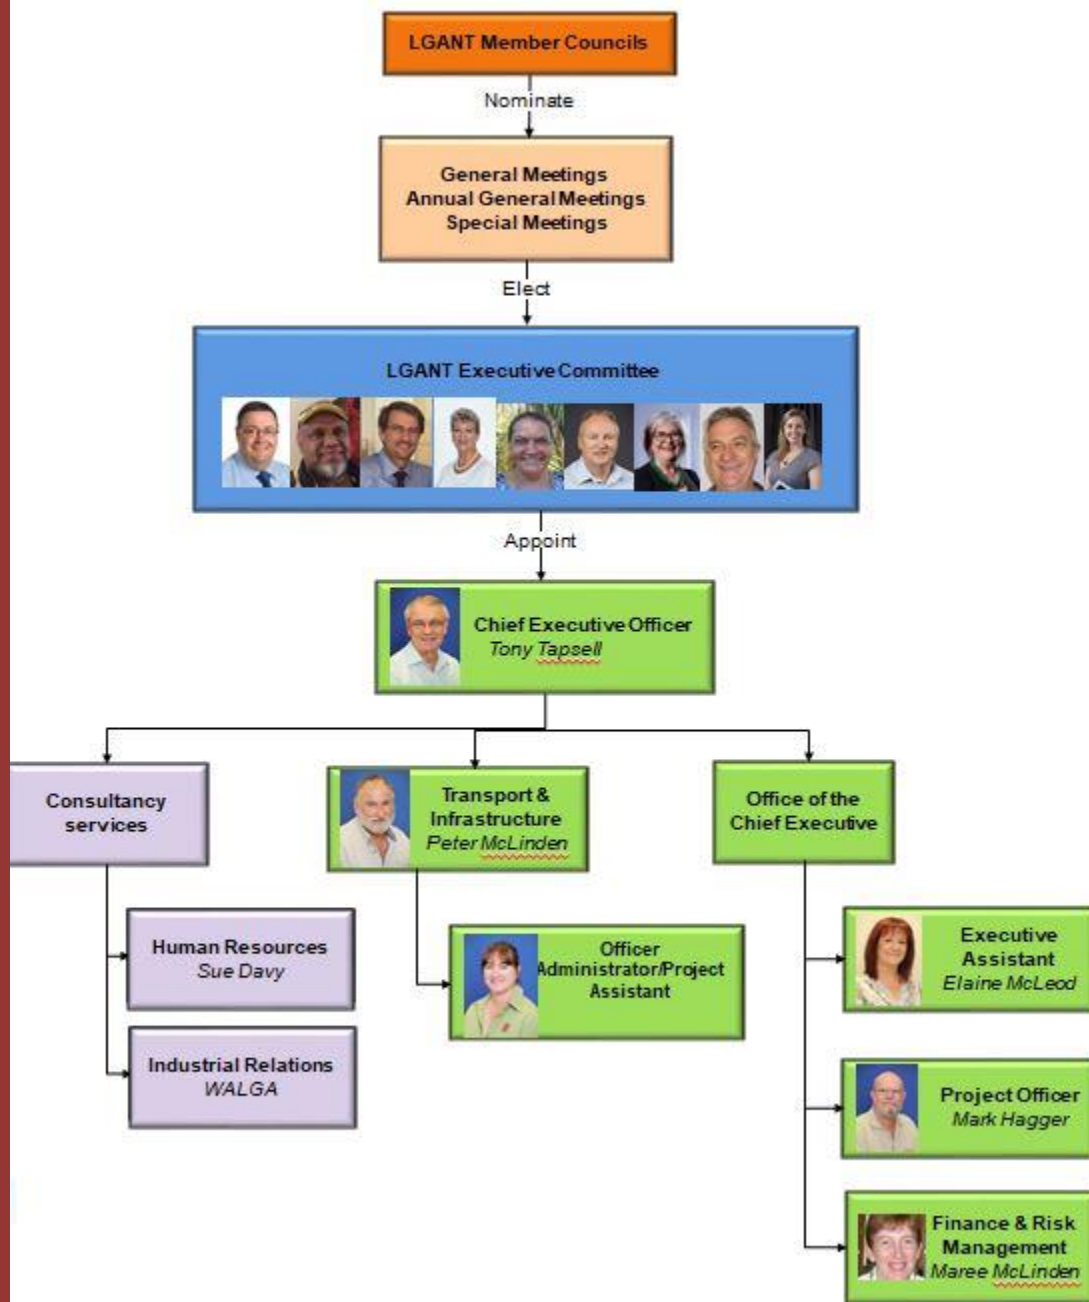 LGANT Member Councils
Nominate
General Meetings
Annual General Meetings
Special Meetings
Elect
LGANT Executive Committee
Appoint
Chief Executive Officer
Tony Tapsell
Consultancy
services
Transport &
Infrastructure
Peter McLinden
Office of the
Chief Executive
Human Resources
Sue Davy
Industrial Relations
WALGA
Officer
Administrator/Project
Assistant
Executive
Assistant
Elaine McLeod
Project Officer
Mark Hagger
Finance & Risk
Management
Maree McLinden